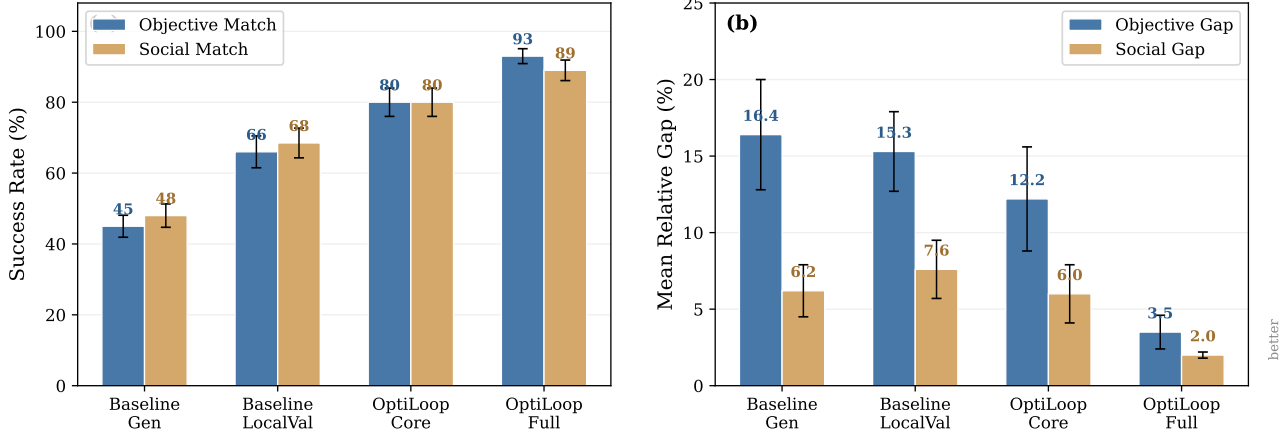 Success Rate (%)
100
80
60
40
20
0
Objective Match
Social Match
45
48
66
68
80
80
93
89
Baseline
Gen
Baseline
LocalVal
OptiLoop
Core
OptiLoop
Full
Mean Relative Gap (%)
25
20
15
10
5
0
(b)
Objective Gap
Social Gap
16.4
6.2
15.3
7.6
12.2
6.0
3.5
2.0
Baseline
Gen
Baseline
LocalVal
OptiLoop
Core
OptiLoop
Full
better